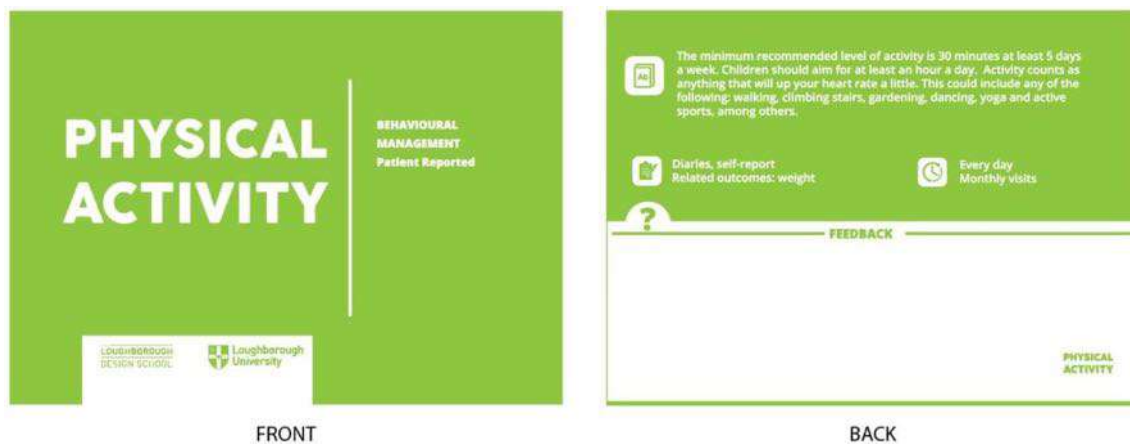 PHYSICAL
ACTIVITY
BEHAVIOURAL
MANAGEMENT
Patient Reported
LOUGHBOROUGH
DESIGN SCHOOL
Loughborough
University
FRONT
The minimum recommended level of activity is 30 minutes at least 5 days
a week. Children should aim for at least an hour a day. Activity counts as
anything that will up your heart rate a little. This could include any of the
following: walking, climbing stairs, gardening, dancing, yoga and active
sports, among others.
Diaries, self-report
Related outcomes: weight
Every day
Monthly visits
?
FEEDBACK
PHYSICAL
ACTIVITY
BACK